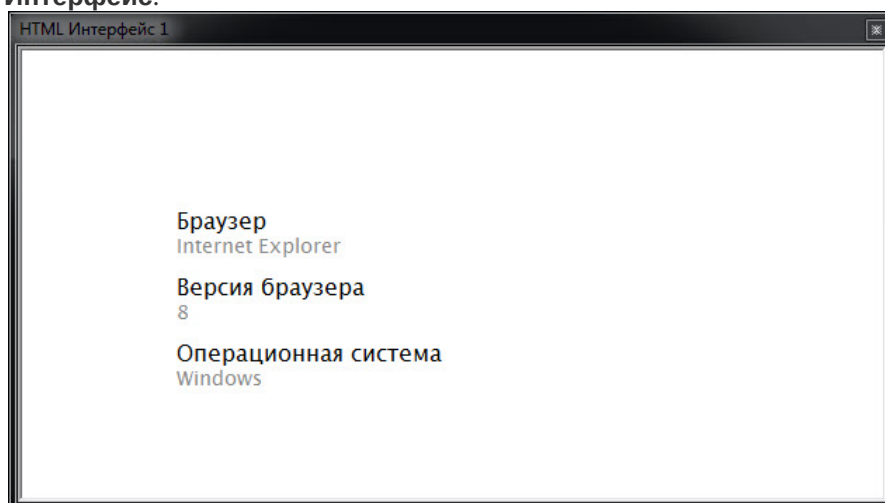 Интерфейс.
HTML Интерфейс 1
Браузер
Internet Explorer
Версия браузера
8
Операционная система
Windows